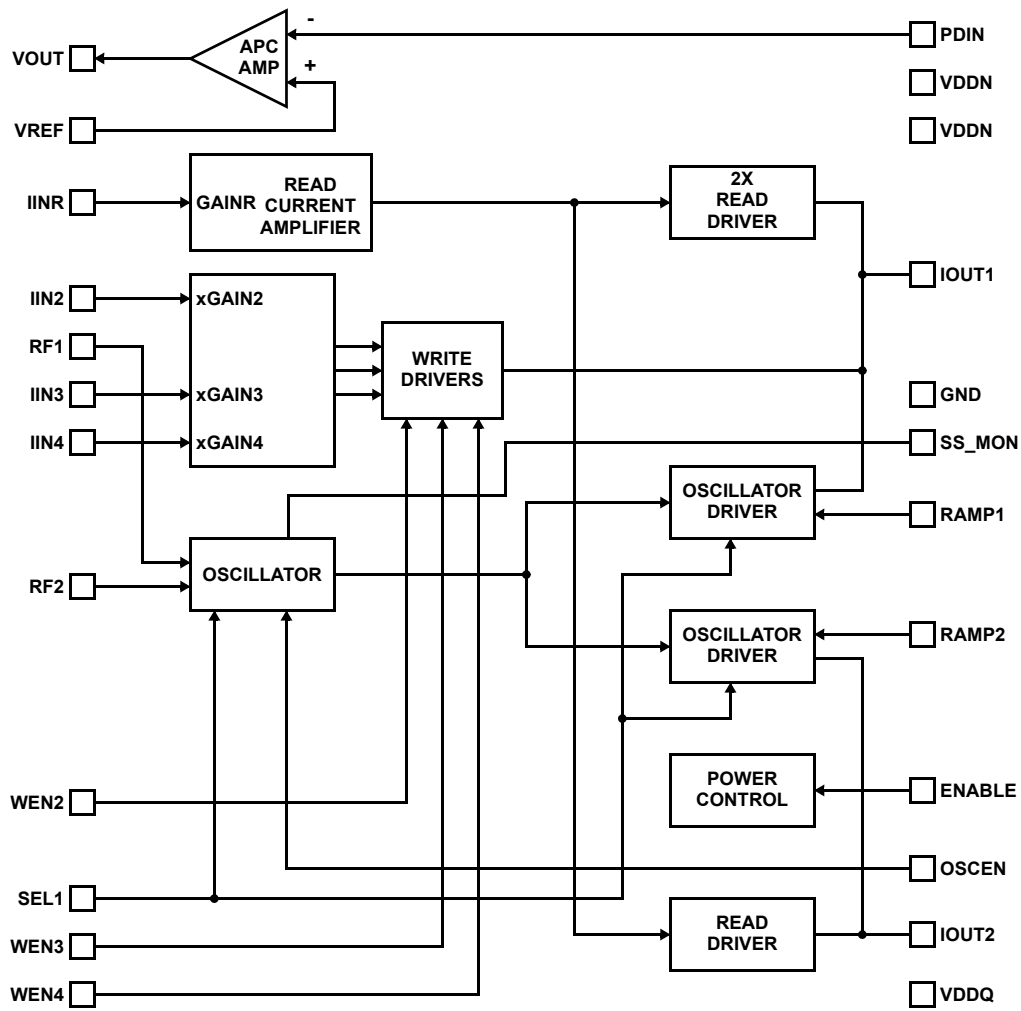 -
PDIN
VOUT
APC
AMP
+
VDDN
VREF
VDDN
IINR
GAINR
READ
CURRENT
AMPLIFIER
2X
READ
DRIVER
IOUT1
IIN2
xGAIN2
RF1
WRITE
DRIVERS
IIN3
xGAIN3
GND
IIN4
xGAIN4
SS_MON
OSCILLATOR
DRIVER
RAMP1
RF2
OSCILLATOR
OSCILLATOR
DRIVER
RAMP2
WEN2
POWER
CONTROL
ENABLE
OSCEN
SEL1
READ
DRIVER
IOUT2
WEN3
WEN4
VDDQ